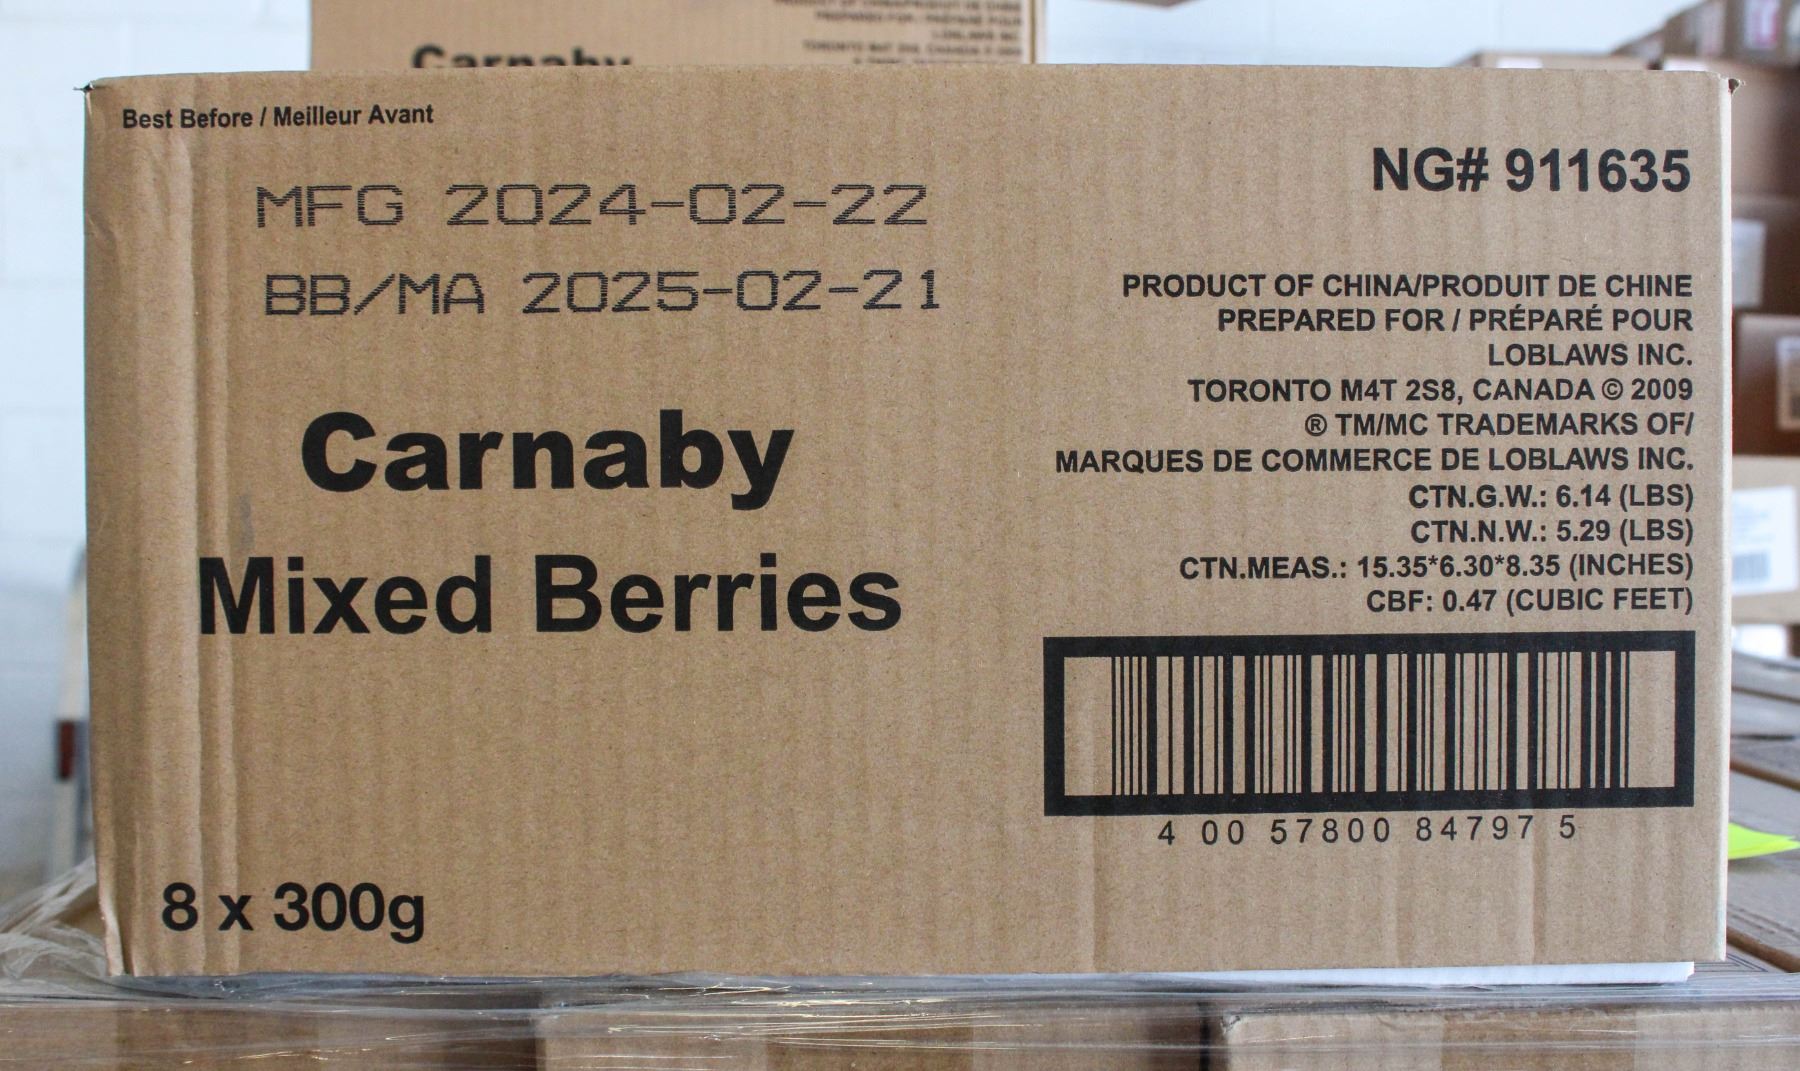 Carnaby
Best Before / Meilleur Avant
MFG 2024-02-22
BB/MA 2025-02-21
Carnaby
Mixed Berries
8 x 300g
NG# 911635
PRODUCT OF CHINA/PRODUIT DE CHINE
PREPARED FOR / PRÉPARÉ POUR
LOBLAWS INC.
TORONTO M4T 2S8, CANADA © 2009
® TM/MC TRADEMARKS OF/
MARQUES DE COMMERCE DE LOBLAWS INC.
CTN.G.W.: 6.14 (LBS)
CTN.N.W.: 5.29 (LBS)
CTN.MEAS.: 15.35*6.30*8.35 (INCHES)
CBF: 0.47 (CUBIC FEET)
4 00 57800 84797 5